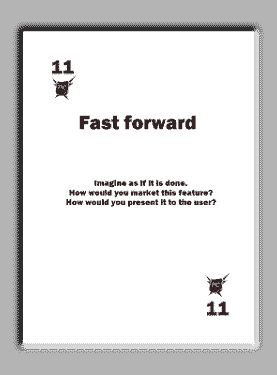 11
Fast forward
Imagine as if it is done.
How would you market this feature?
How would you present it to the user?
11